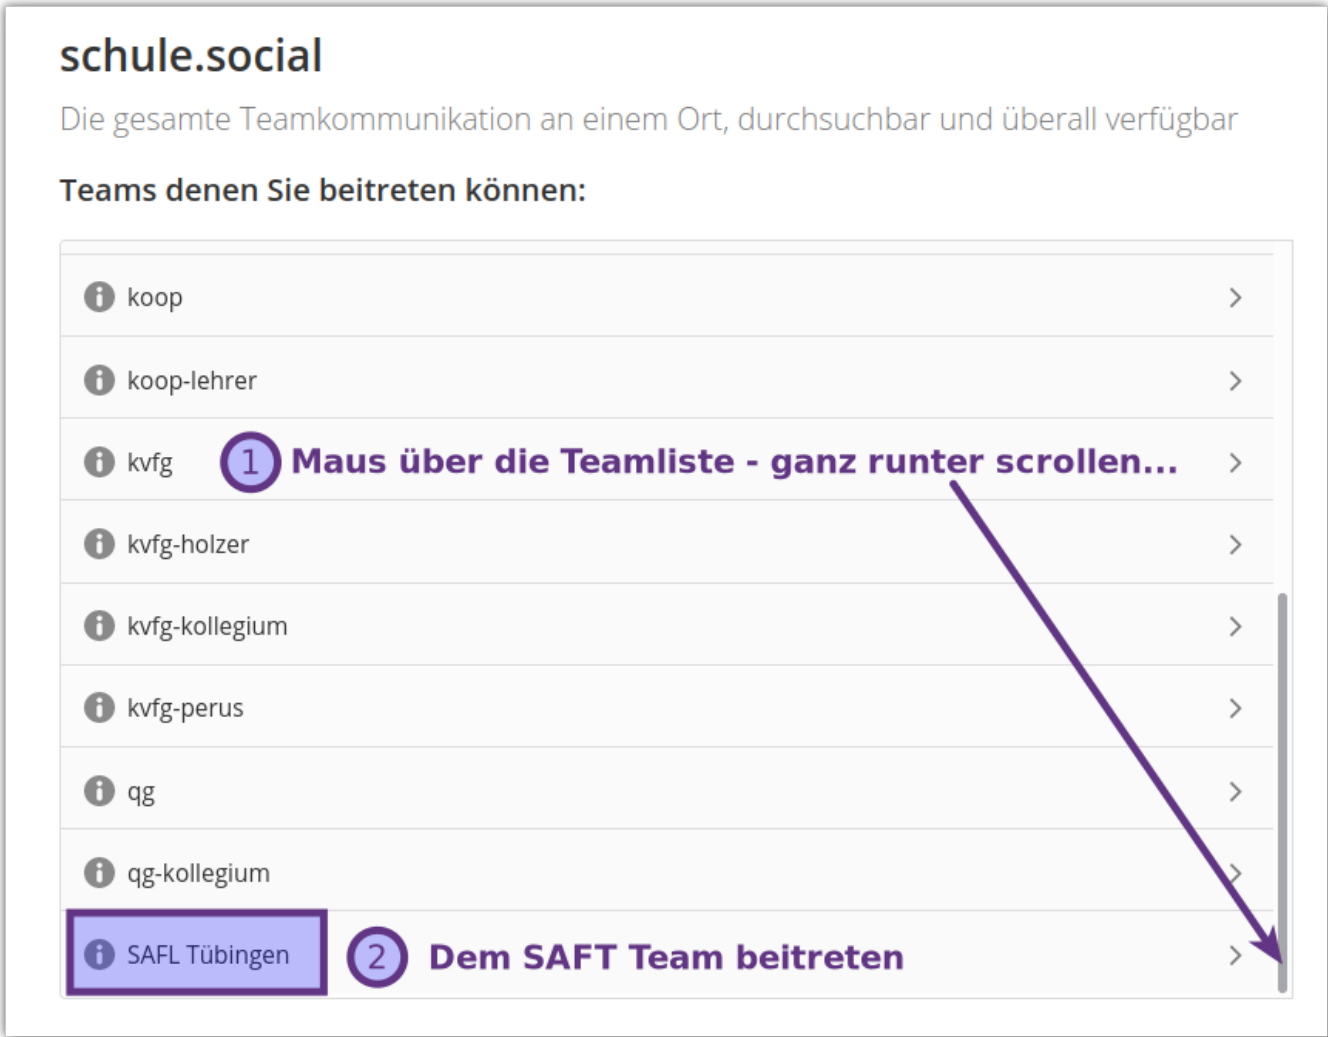 schule.social
Die gesamte Teamkommunikation an einem Ort, durchsuchbar und überall verfügbar
Teams denen Sie beitreten können:
koop
koop-lehrer
kvfg 1 Maus über die Teamliste - ganz runter scrollen...
kvfg-holzer
kvfg-kollegium
kvfg-perus
qg
qg-kollegium
SAFL Tübingen 2 Dem SAFT Team beitreten